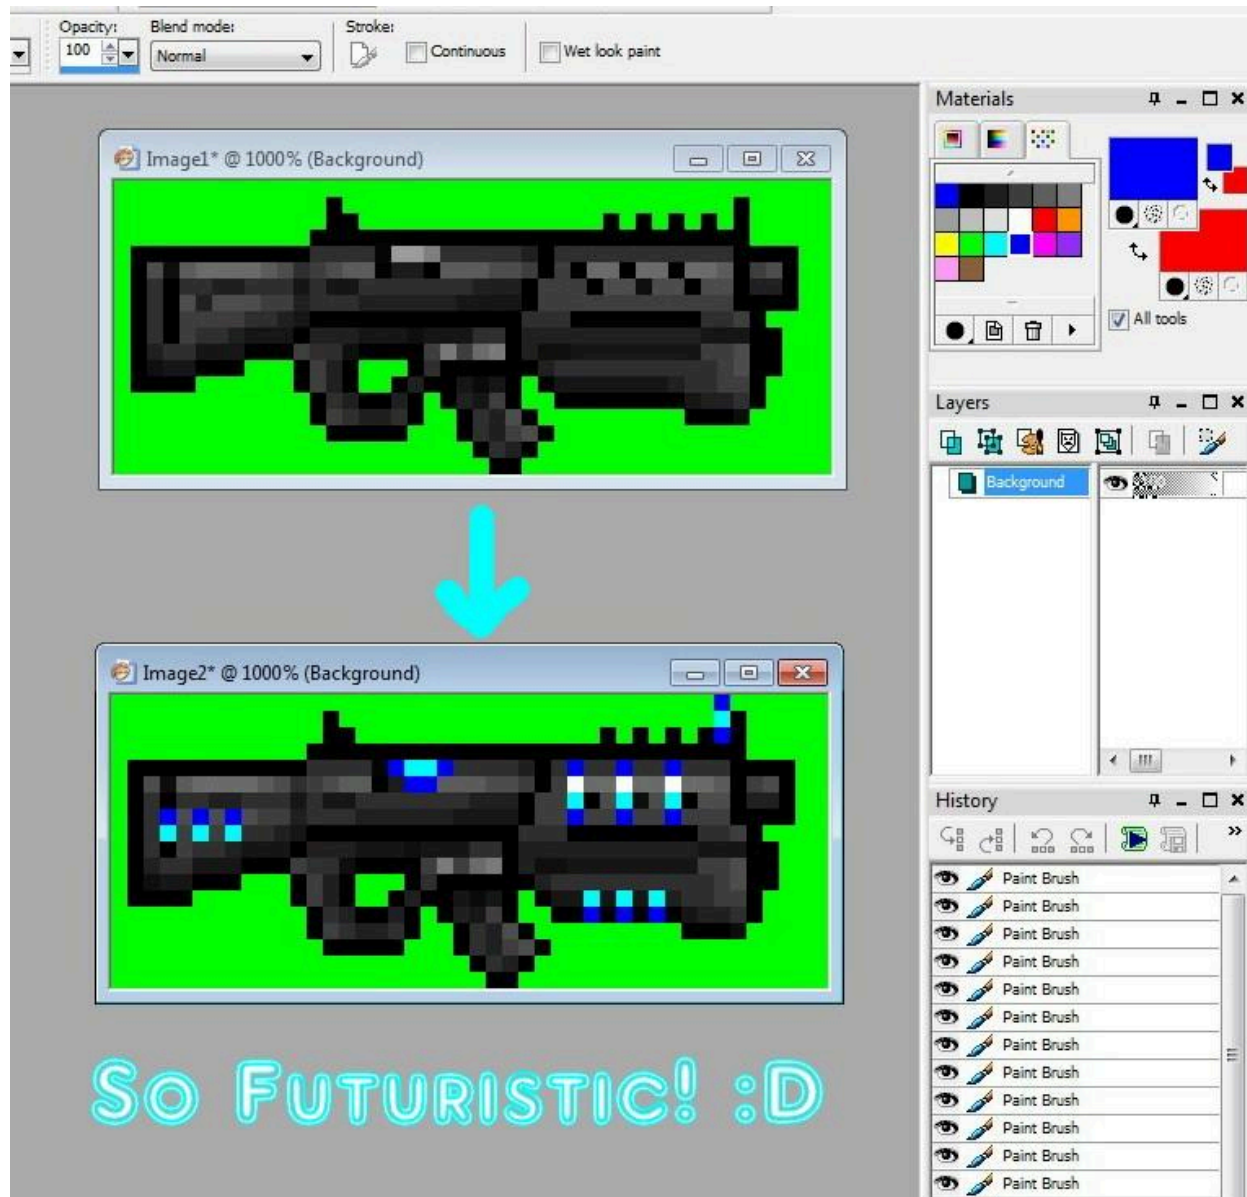 Opacity: Blend mode: Stroke:
100 Normal Continuous Wet look paint
Materials
Image1* @ 1000% (Background)
All tools
Layers
Background
Image2* @ 1000% (Background)
History
Paint Brush
Paint Brush
Paint Brush
Paint Brush
Paint Brush
Paint Brush
Paint Brush
Paint Brush
Paint Brush
Paint Brush
Paint Brush
Paint Brush
So Futuristic! :D